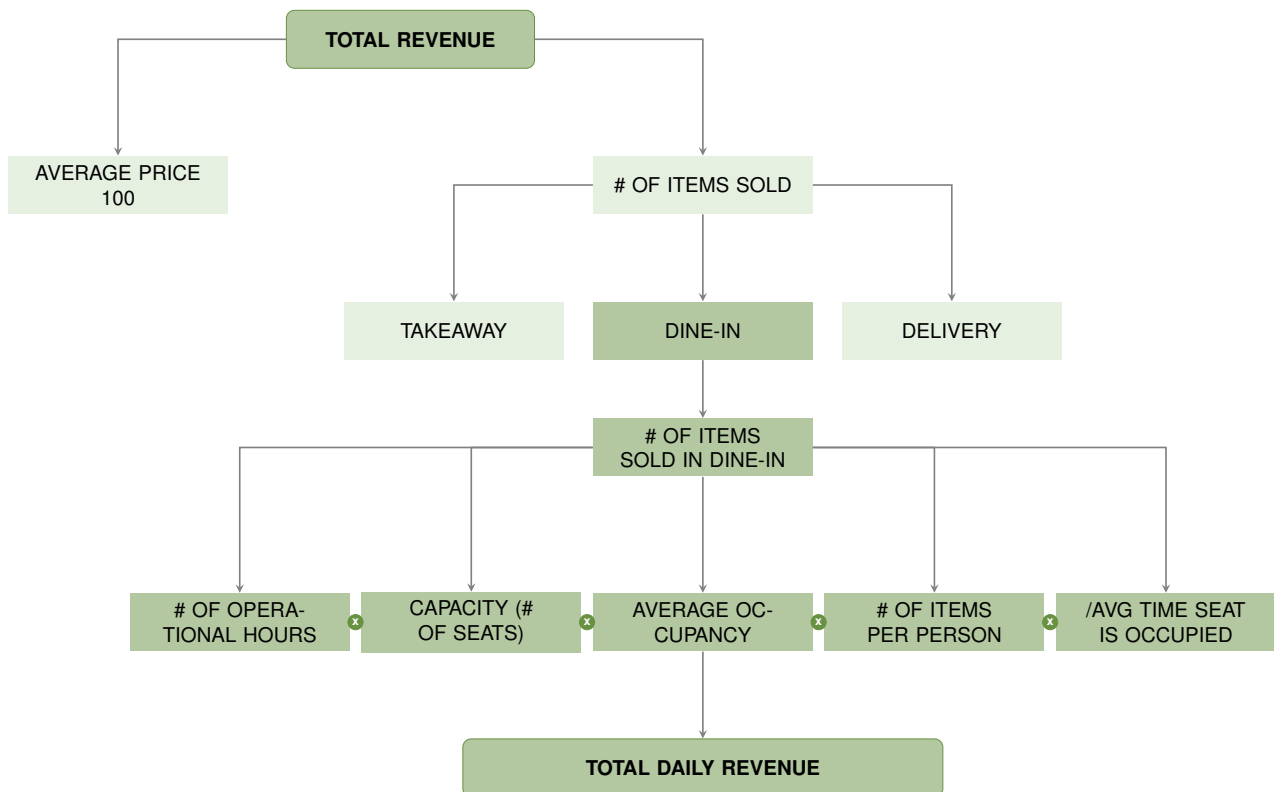 TOTAL REVENUE
AVERAGE PRICE
100
# OF ITEMS SOLD
TAKEAWAY
DINE-IN
DELIVERY
# OF ITEMS
SOLD IN DINE-IN
# OF OPERA-
TIONAL HOURS
x
CAPACITY (#
OF SEATS)
x
AVERAGE OC-
CUPANCY
x
# OF ITEMS
PER PERSON
x
/AVG TIME SEAT
IS OCCUPIED
TOTAL DAILY REVENUE